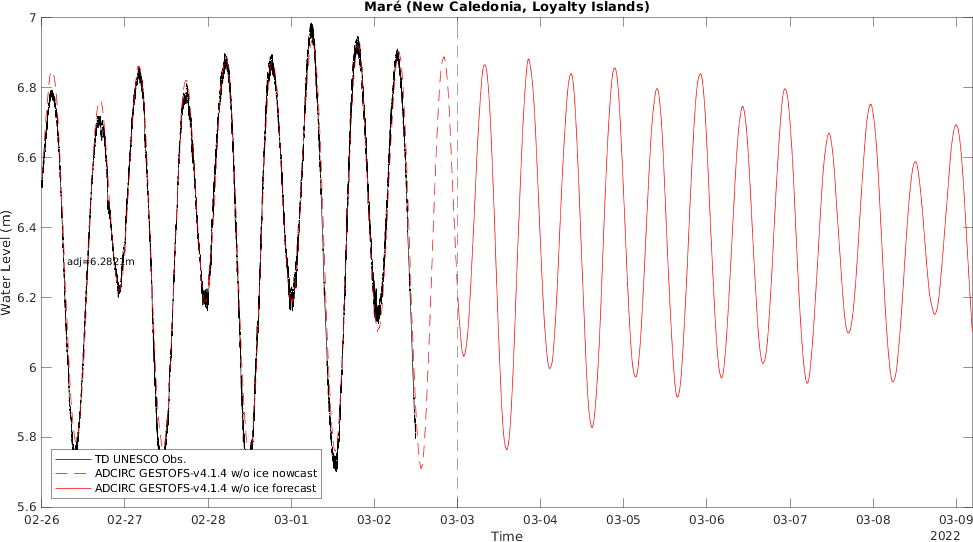 Maré (New Caledonia, Loyalty Islands)
7
6.8
6.6
6.4
6.2
6
5.8
5.6
Water Level (m)
adj=6.2822m
TD UNESCO Obs.
ADCIRC GESTOFS-v4.1.4 w/o ice nowcast
ADCIRC GESTOFS-v4.1.4 w/o ice forecast
02-26 02-27 02-28 03-01 03-02 03-03 03-04 03-05 03-06 03-07 03-08 03-09
Time
2022